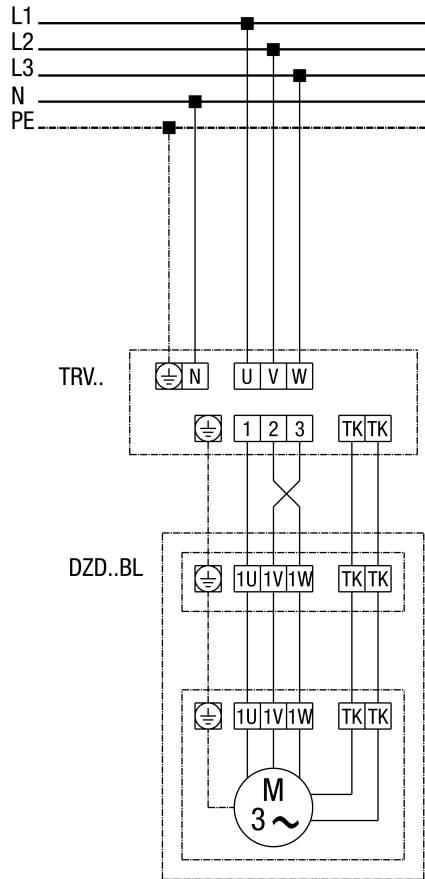 L1
L2
L3
N
PE
TRV..
N U V W
1 2 3 TK TK
DZD..BL
1U 1V 1W TK TK
1U 1V 1W TK TK
M
3 ~